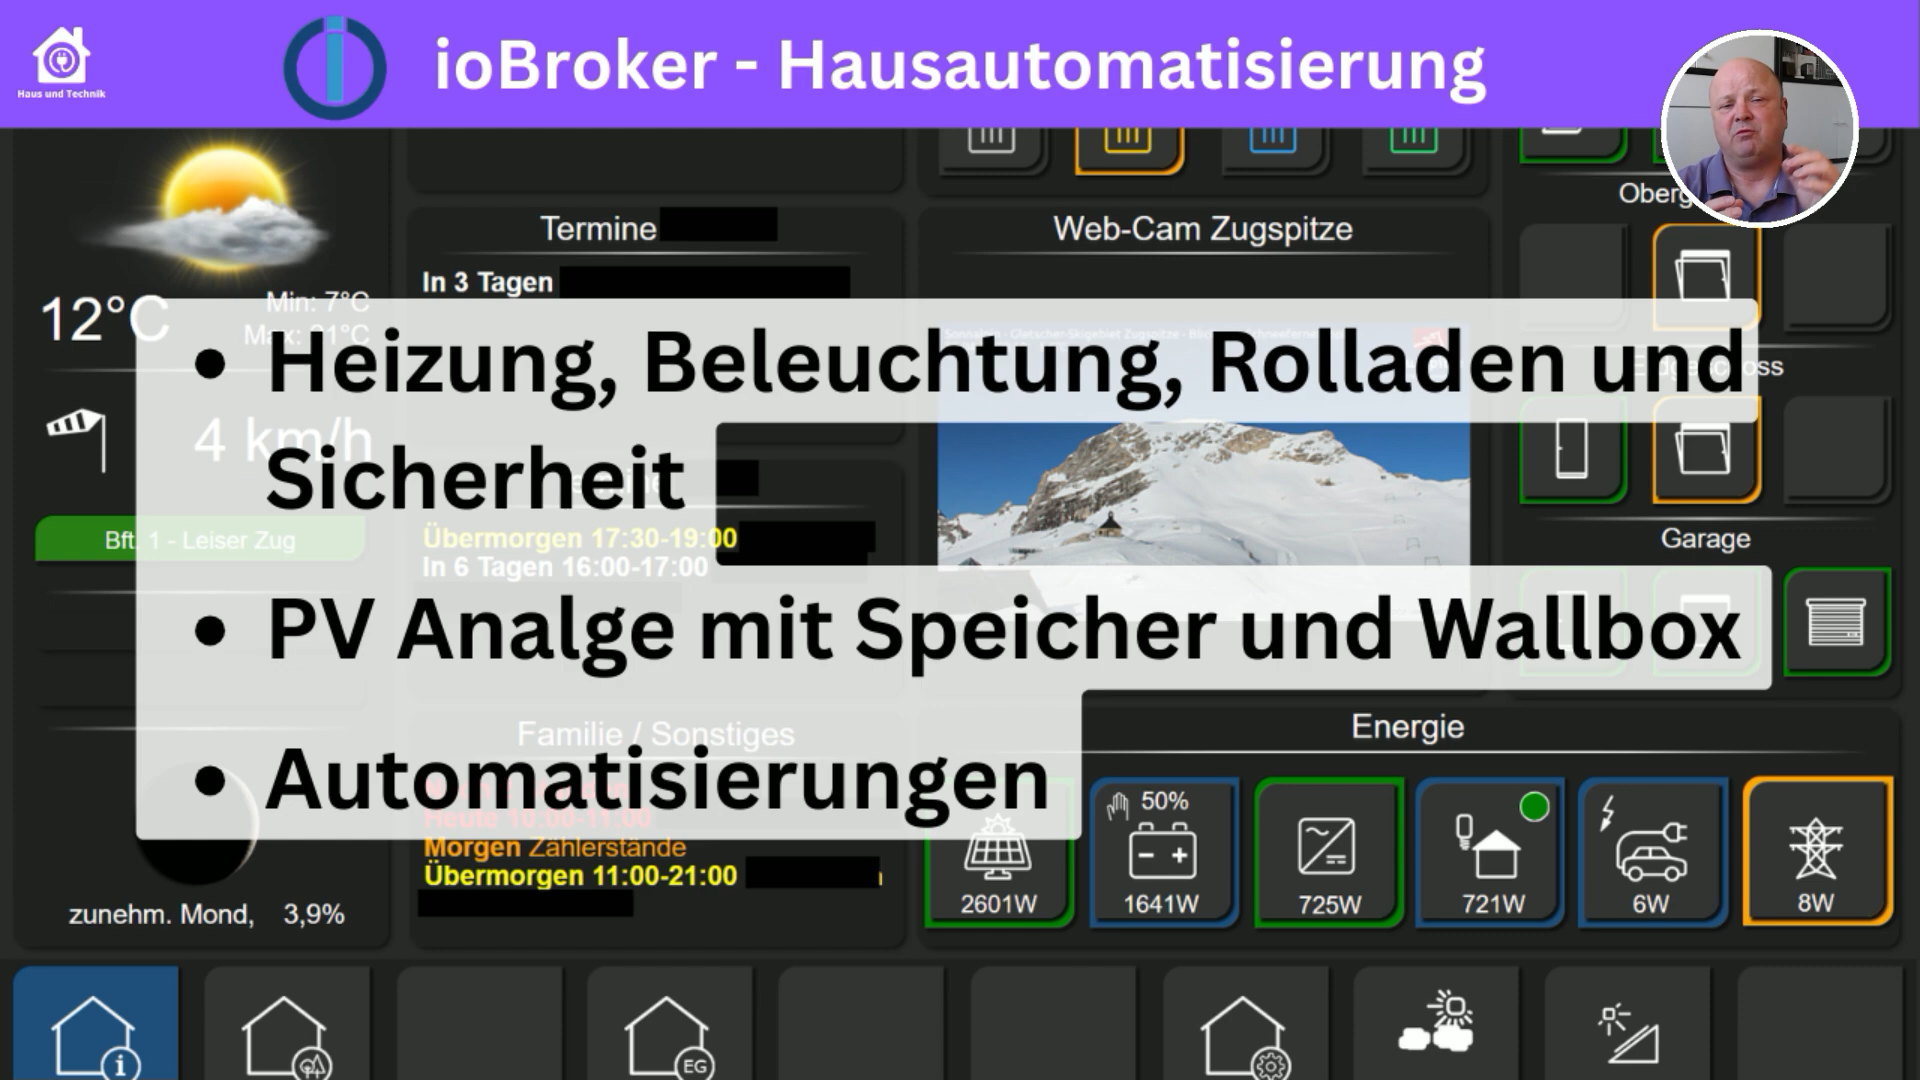 Haus und Technik
ioBroker - Hausautomatisierung
Termine
Web-Cam Zugspitze
In 3 Tagen
12°C
Min: 7°C
Max: 21°C
4 km/h
Bft. 1 - Leiser Zug
Heizung, Beleuchtung, Rolladen und
Sicherheit
Übermorgen 17:30-19:00
In 6 Tagen 16:00-17:00
PV Analge mit Speicher und Wallbox
Familie / Sonstiges
Automatisierungen
Heute 10:00-11:00
Morgen Zählerstände
Übermorgen 11:00-21:00
zunehm. Mond, 3,9%
Garage
Energie
50%
2601W
1641W
725W
721W
6W
8W
i
EG